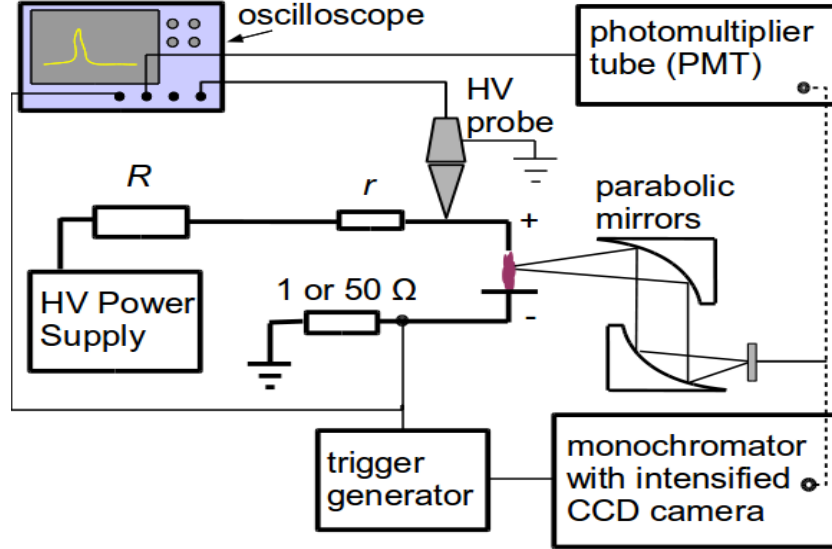 oscilloscope
photomultiplier
tube (PMT)
HV
probe
R
r
+
parabolic
mirrors
HV Power
Supply
1 or 50 Ω
-
trigger
generator
monochromator
with intensified
CCD camera